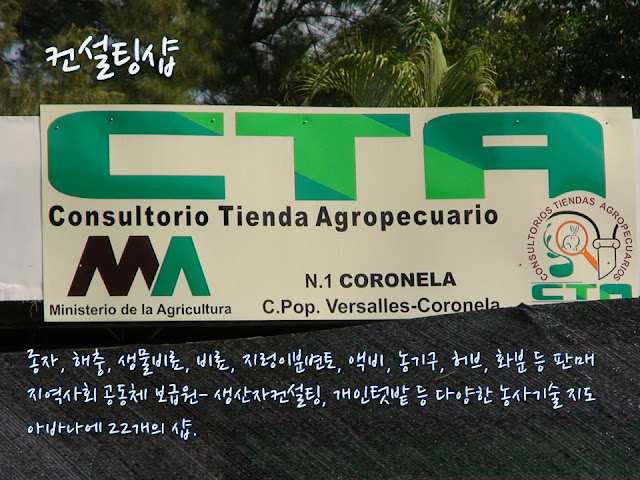 컨설팅샵
CTA
Consultorio Tienda Agropecuario
CONSULTORIOS TIENDAS AGROPECUARIOS
MA
N.1 CORONELA
CTA
Ministerio de la Agricultura
C.Pop. Versalles-Coronela
종자, 해충, 생물비료, 비료, 지렁이분변토, 액비, 농기구, 허브, 화분 등 판매
지역사회 공동체 보급원- 생산자컨설팅, 개인텃밭 등 다양한 농사기술 지도
아바나에 22개의 샵.